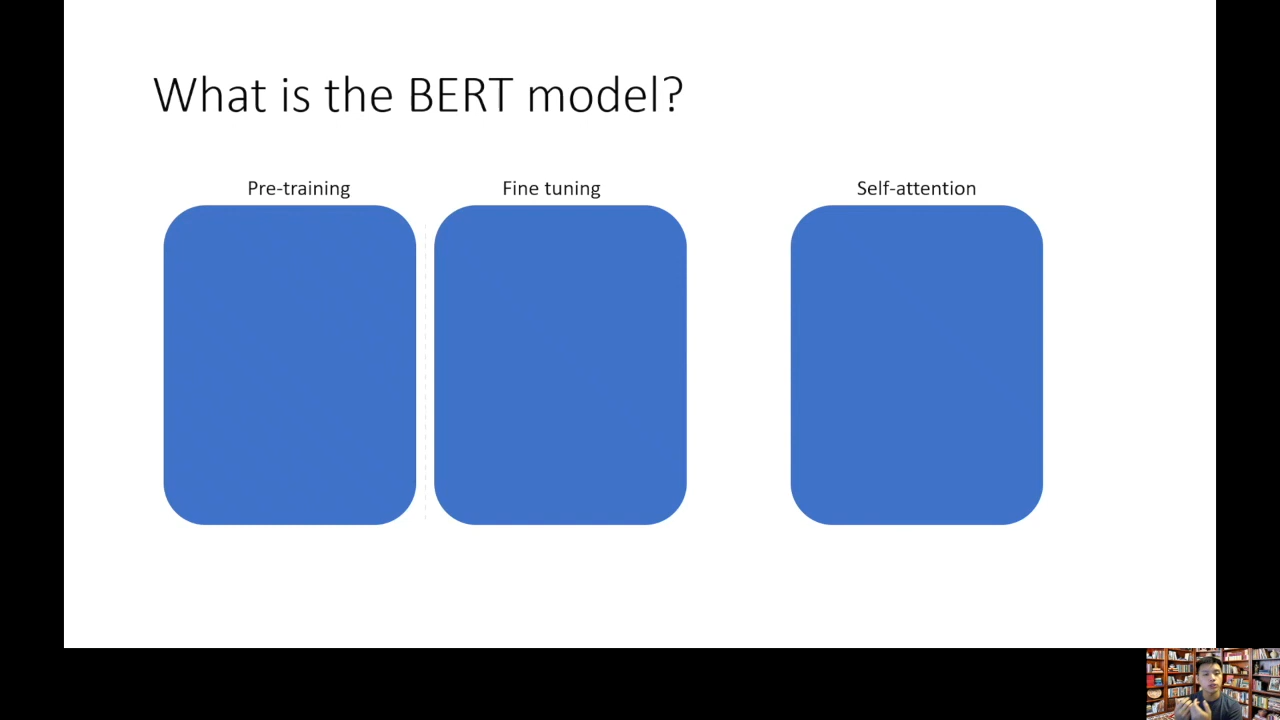 What is the BERT model?
Pre-training
Fine tuning
Self-attention